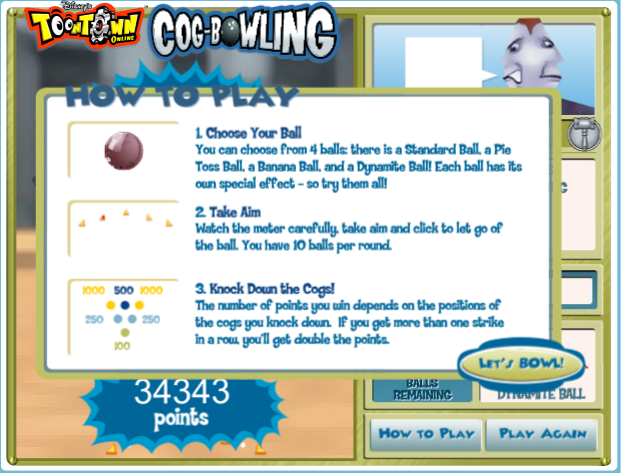 Disney's
TOONTOWN
ONLINE
COG-BOWLING
HOW TO PLAY
1. Choose Your Ball
You can choose from 4 balls: there is a Standard Ball, a Pie
Toss Ball, a Banana Ball, and a Dynamite Ball! Each ball has its
own special effect - so try them all!
2. Take Aim
Watch the meter carefully, take aim and click to let go of
the ball. You have 10 balls per round.
1000 500 1000
250 250
100
3. Knock Down the Cogs!
The number of points you win depends on the positions of
the cogs you knock down. If you get more than one strike
in a row, you'll get double the points.
LET'S BOWL!
34343
points
BALLS
REMAINING
DYNAMITE BALL
HOW TO PLAY
PLAY AGAIN